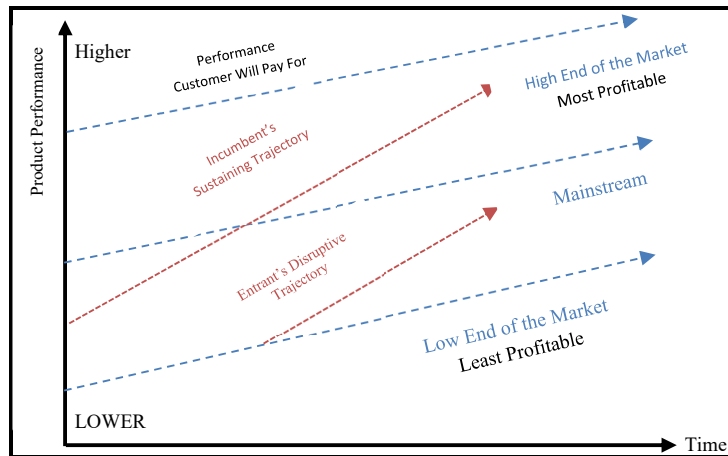 Higher
Performance
Customer Will Pay For
High End of the Market
Most Profitable
Product Performance
Incumbent's
Sustaining Trajectory
Mainstream
Entrant's Disruptive
Trajectory
Low End of the Market
Least Profitable
LOWER
Time